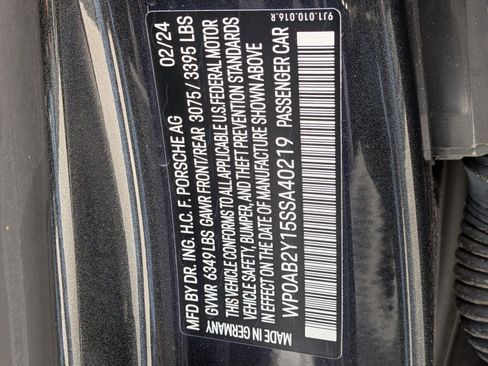 9J1.010.016.R
MFD BY DR. ING. H.C. F. PORSCHE AG 02/24
GVWR 6349 LBS GAWR FRONT/REAR 3075 / 3395 LBS
THIS VEHICLE CONFORMS TO ALL APPLICABLE U.S. FEDERAL MOTOR
VEHICLE SAFETY, BUMPER, AND THEFT PREVENTION STANDARDS
IN EFFECT ON THE DATE OF MANUFACTURE SHOWN ABOVE
WP0AB2Y15SSA40219 PASSENGER CAR
MADE IN GERMANY